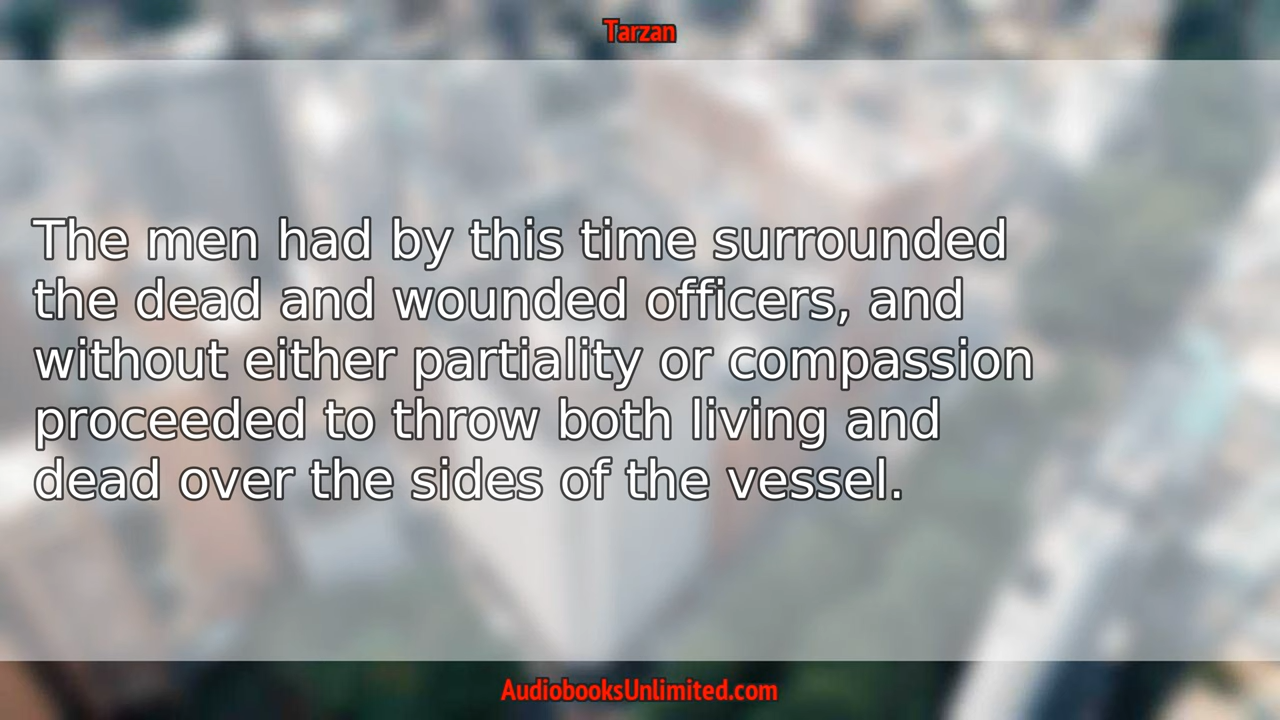 Tarzan
The men had by this time surrounded
the dead and wounded officers, and
without either partiality or compassion
proceeded to throw both living and
dead over the sides of the vessel.
AudiobooksUnlimited.com